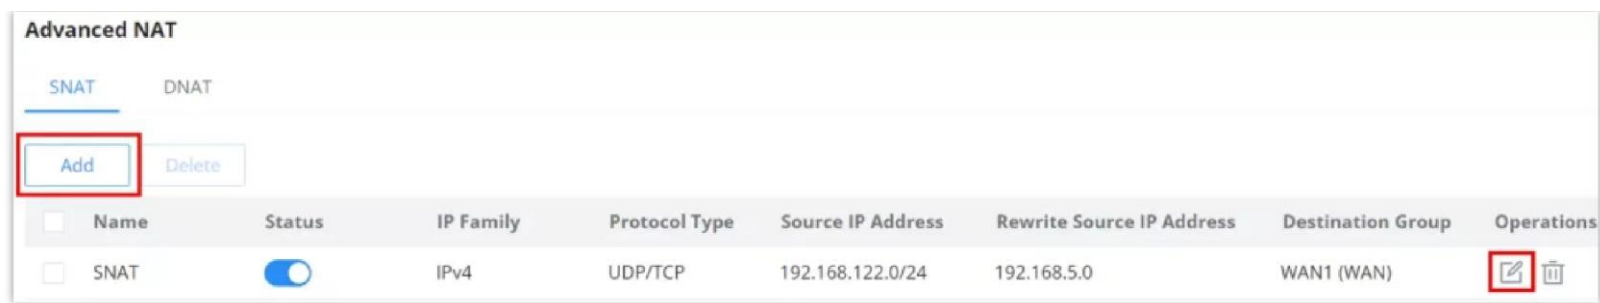 Advanced NAT
SNAT DNAT
Add Delete
Name Status IP Family Protocol Type Source IP Address Rewrite Source IP Address Destination Group Operations
SNAT IPv4 UDP/TCP 192.168.122.0/24 192.168.5.0 WAN1 (WAN)